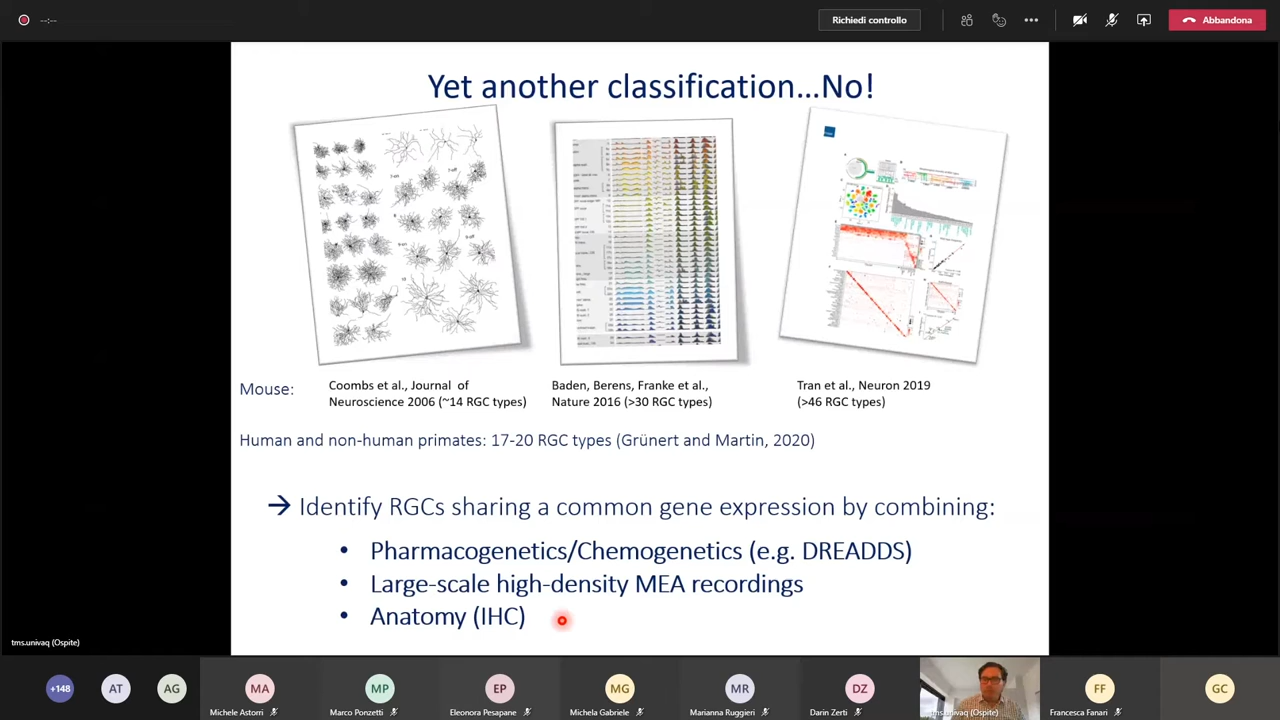 --:--
Richiedi controllo
Abbandona
Yet another classification...No!
Mouse:
Coombs et al., Journal of
Neuroscience 2006 (~14 RGC types)
Baden, Berens, Franke et al.,
Nature 2016 (>30 RGC types)
Tran et al., Neuron 2019
(>46 RGC types)
Human and non-human primates: 17-20 RGC types (Grünert and Martin, 2020)
→ Identify RGCs sharing a common gene expression by combining:
• Pharmacogenetics/Chemogenetics (e.g. DREADDS)
• Large-scale high-density MEA recordings
• Anatomy (IHC)
tms.univaq (Ospite)
+148
AT
AG
MA
Michele Astorri
MP
Marco Ponzetti
EP
Eleonora Pesapane
MG
Michela Gabriele
MR
Marianna Ruggieri
DZ
Darin Zerti
tms.univaq (Ospite)
FF
Francesca Fanari
GC